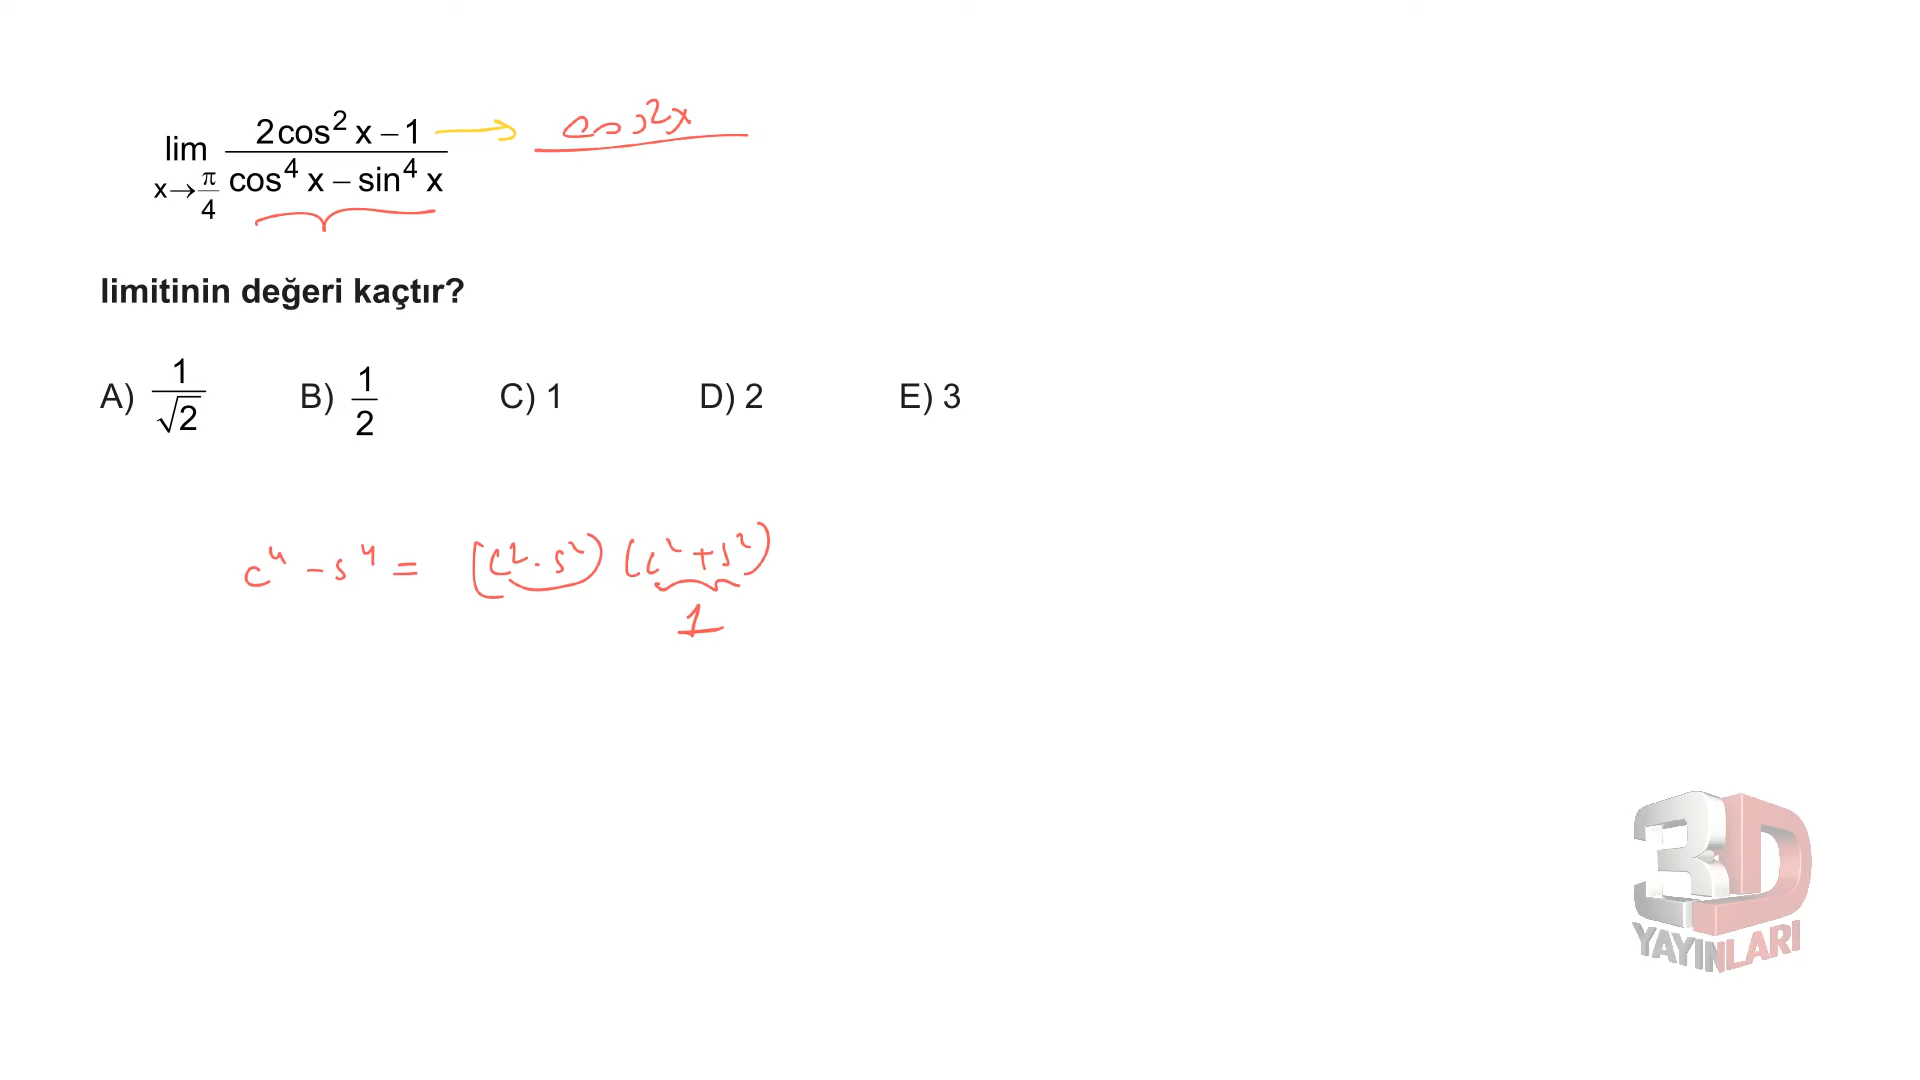 lim x→π/4 (2cos² x – 1)/(cos⁴ x – sin⁴ x) → cos2x
limitinin değeri kaçtır?
A) 1/√2 B) 1/2 C) 1 D) 2 E) 3
c⁴ – s⁴ = (c² - s²) (c² + s²)
1
3D
YAYINLARI